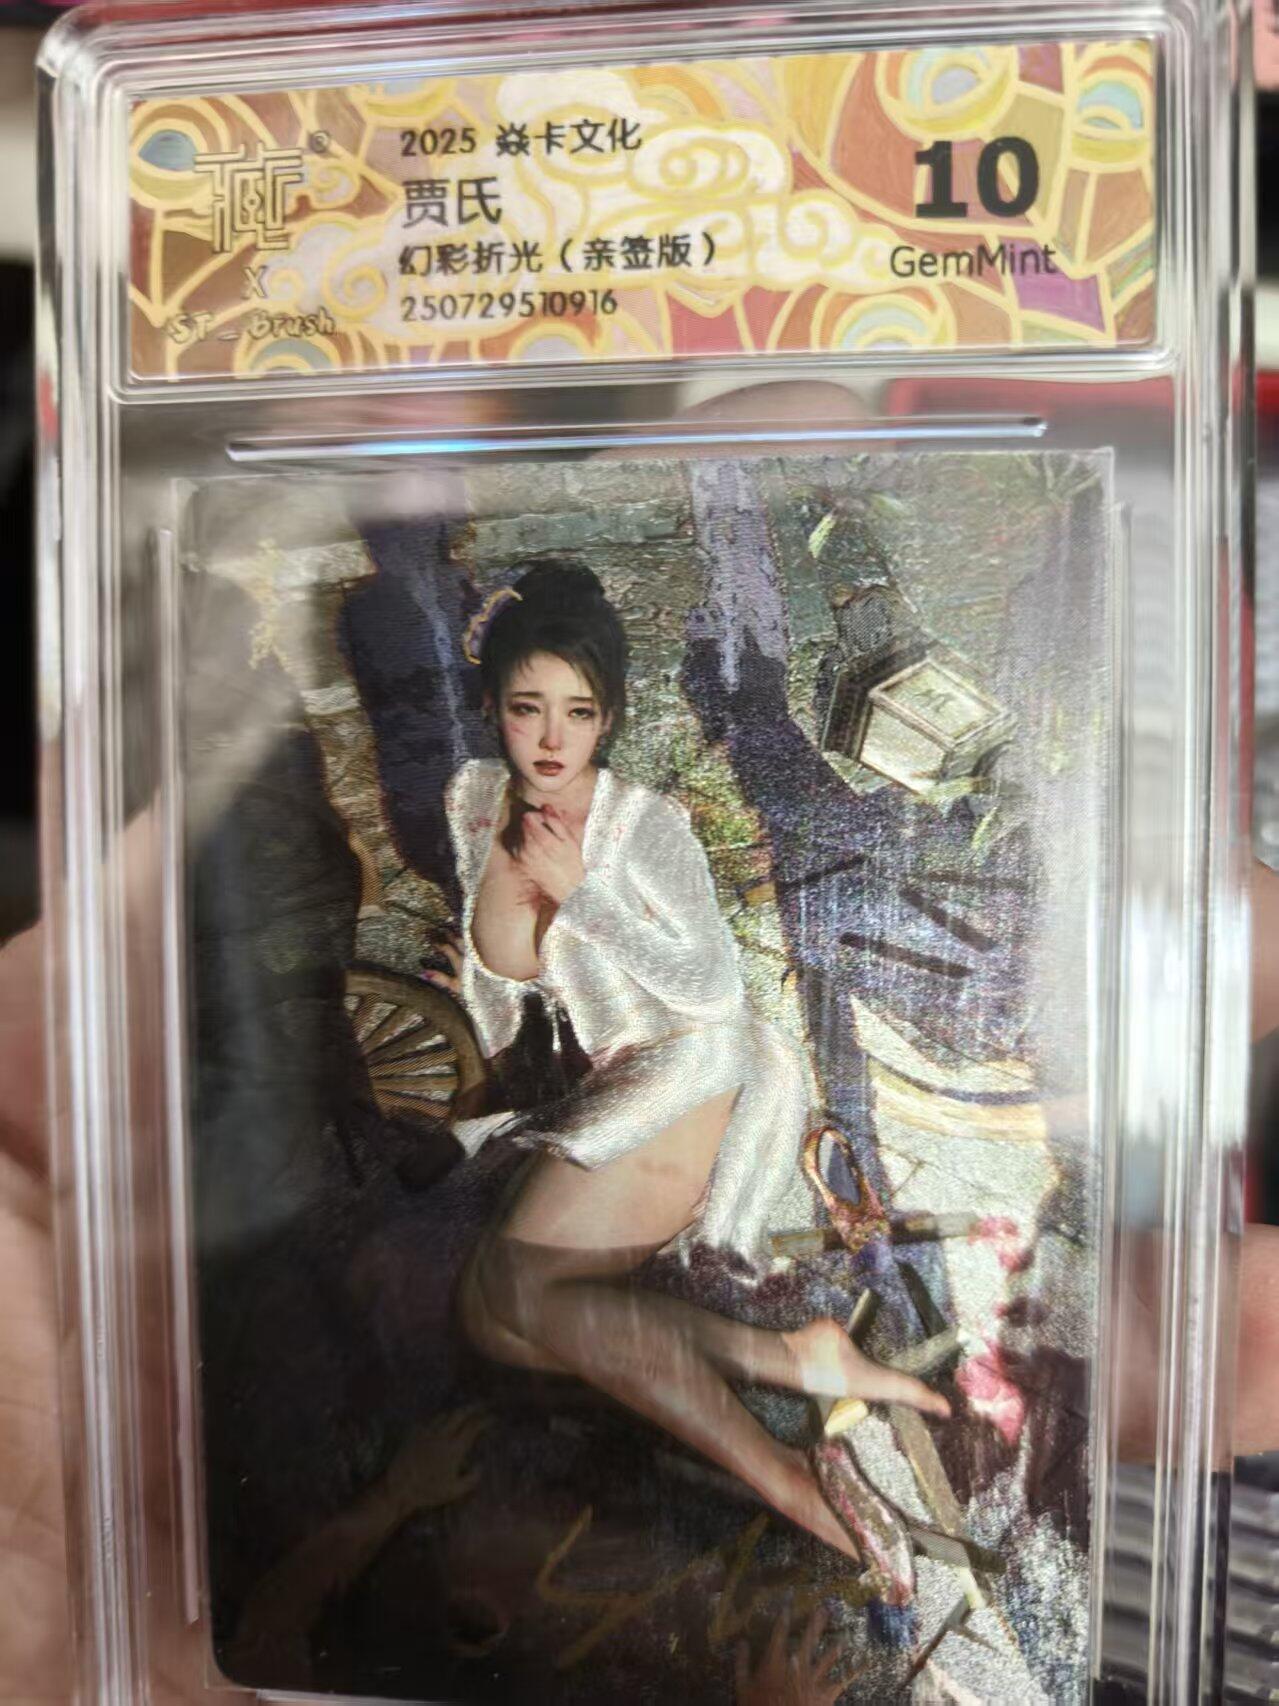 2025 焱卡文化
贾氏
幻彩折光（亲签版）
250729510916
10
GemMint
®
X
ST_Brush